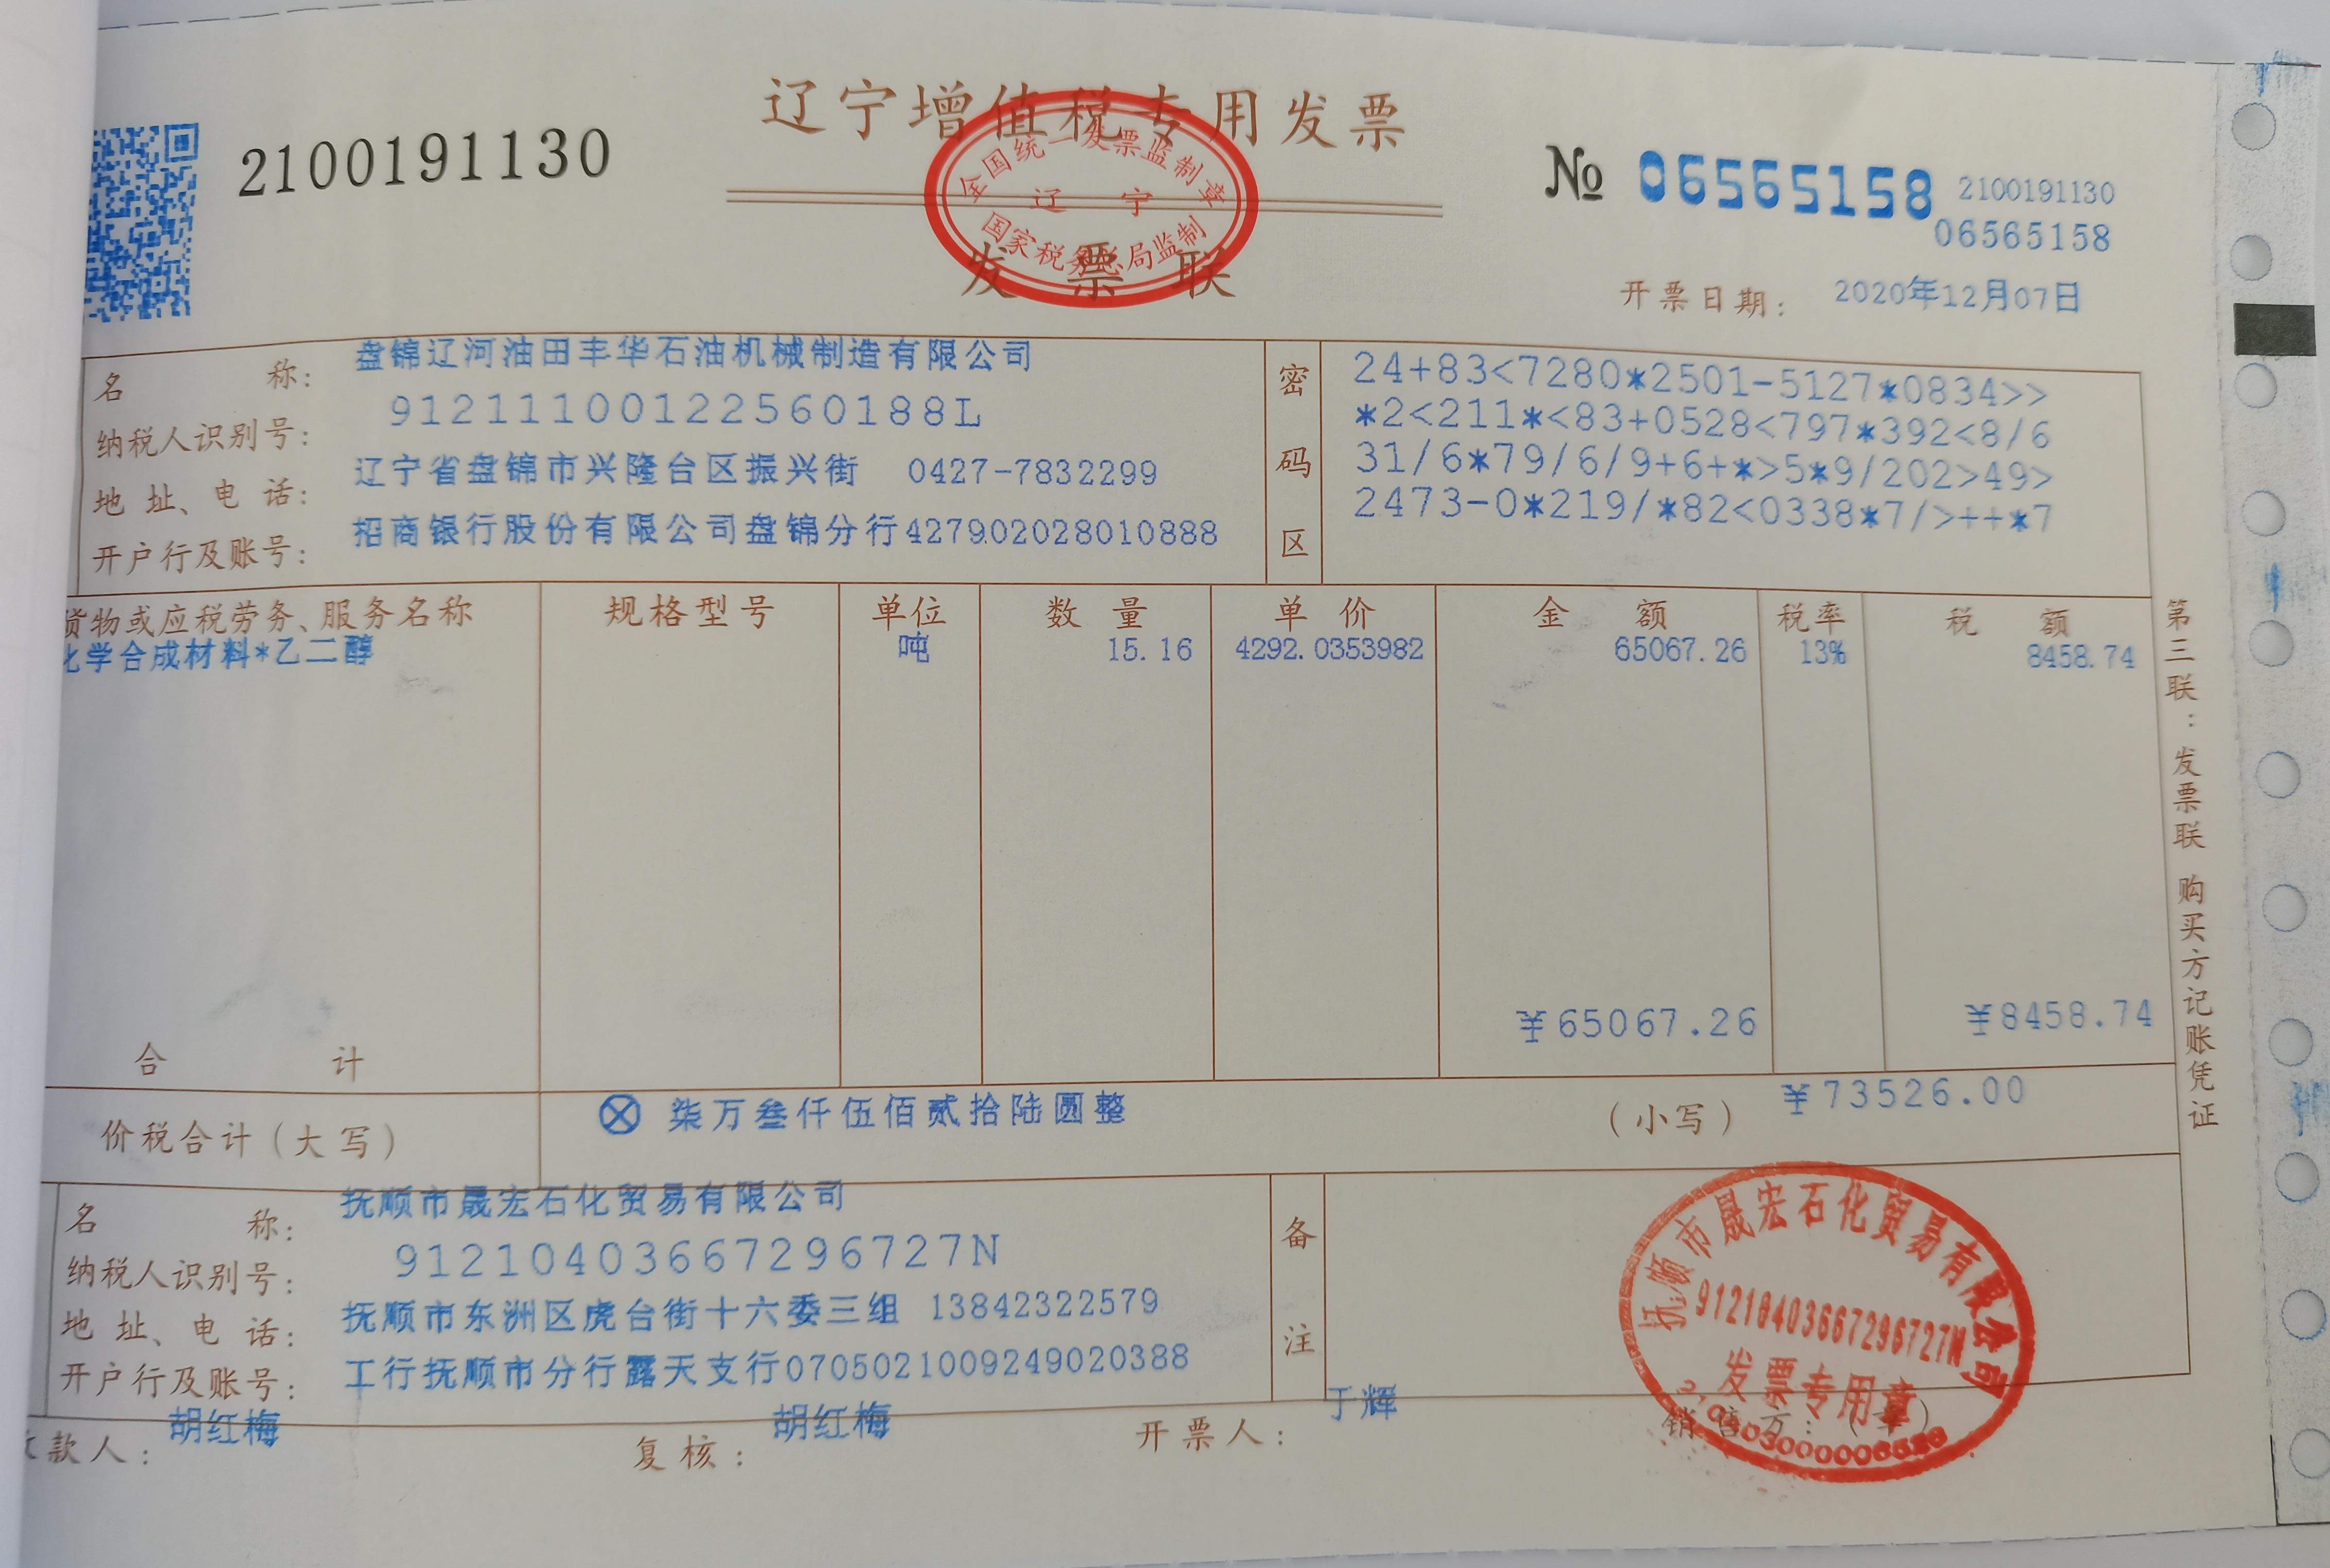 辽宁增值税专用发票
2100191130
全国统一发票监制章
辽宁
国家税务总局监制
发票联
№ 06565158 2100191130
06565158
开票日期: 2020年12月07日
名称: 盘锦辽河油田丰华石油机械制造有限公司
纳税人识别号: 91211100122560188L
地址、电话: 辽宁省盘锦市兴隆台区振兴街 0427-7832299
开户行及账号: 招商银行股份有限公司盘锦分行427902028010888
密码区
24+83<7280*2501-5127*0834>>
*2<211*<83+0528<797*392<8/6
31/6*79/6/9+6+*>5*9/202>49>
2473-0*219/*82<0338*7/>++*7
货物或应税劳务、服务名称 规格型号 单位 数量 单价 金额 税率 税额
化学合成材料*乙二醇 吨 15.16 4292.0353982 65067.26 13% 8458.74
合计 ¥65067.26 ¥8458.74
价税合计(大写) ⊗ 柒万叁仟伍佰贰拾陆圆整 (小写) ¥73526.00
名称: 抚顺市晟宏石化贸易有限公司
纳税人识别号: 91210403667296727N
地址、电话: 抚顺市东洲区虎台街十六委三组 13842322579
开户行及账号: 工行抚顺市分行露天支行0705021009249020388
备注
抚顺市晟宏石化贸易有限公司
91210403667296727N
发票专用章
款人: 胡红梅 复核: 胡红梅 开票人: 于辉 销售方:(章)
第三联:发票联 购买方记账凭证